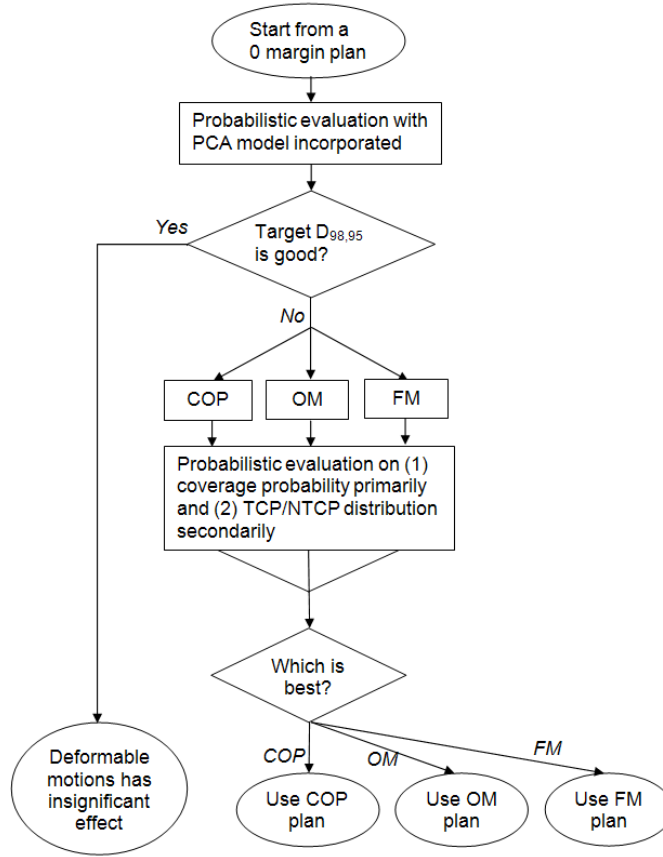 Start from a
0 margin plan
Probabilistic evaluation with
PCA model incorporated
Yes
Target D98,95
is good?
No
COP
OM
FM
Probabilistic evaluation on (1)
coverage probability primarily
and (2) TCP/NTCP distribution
secondarily
Which is
best?
COP
OM
FM
Deformable
motions has
insignificant
effect
Use COP
plan
Use OM
plan
Use FM
plan